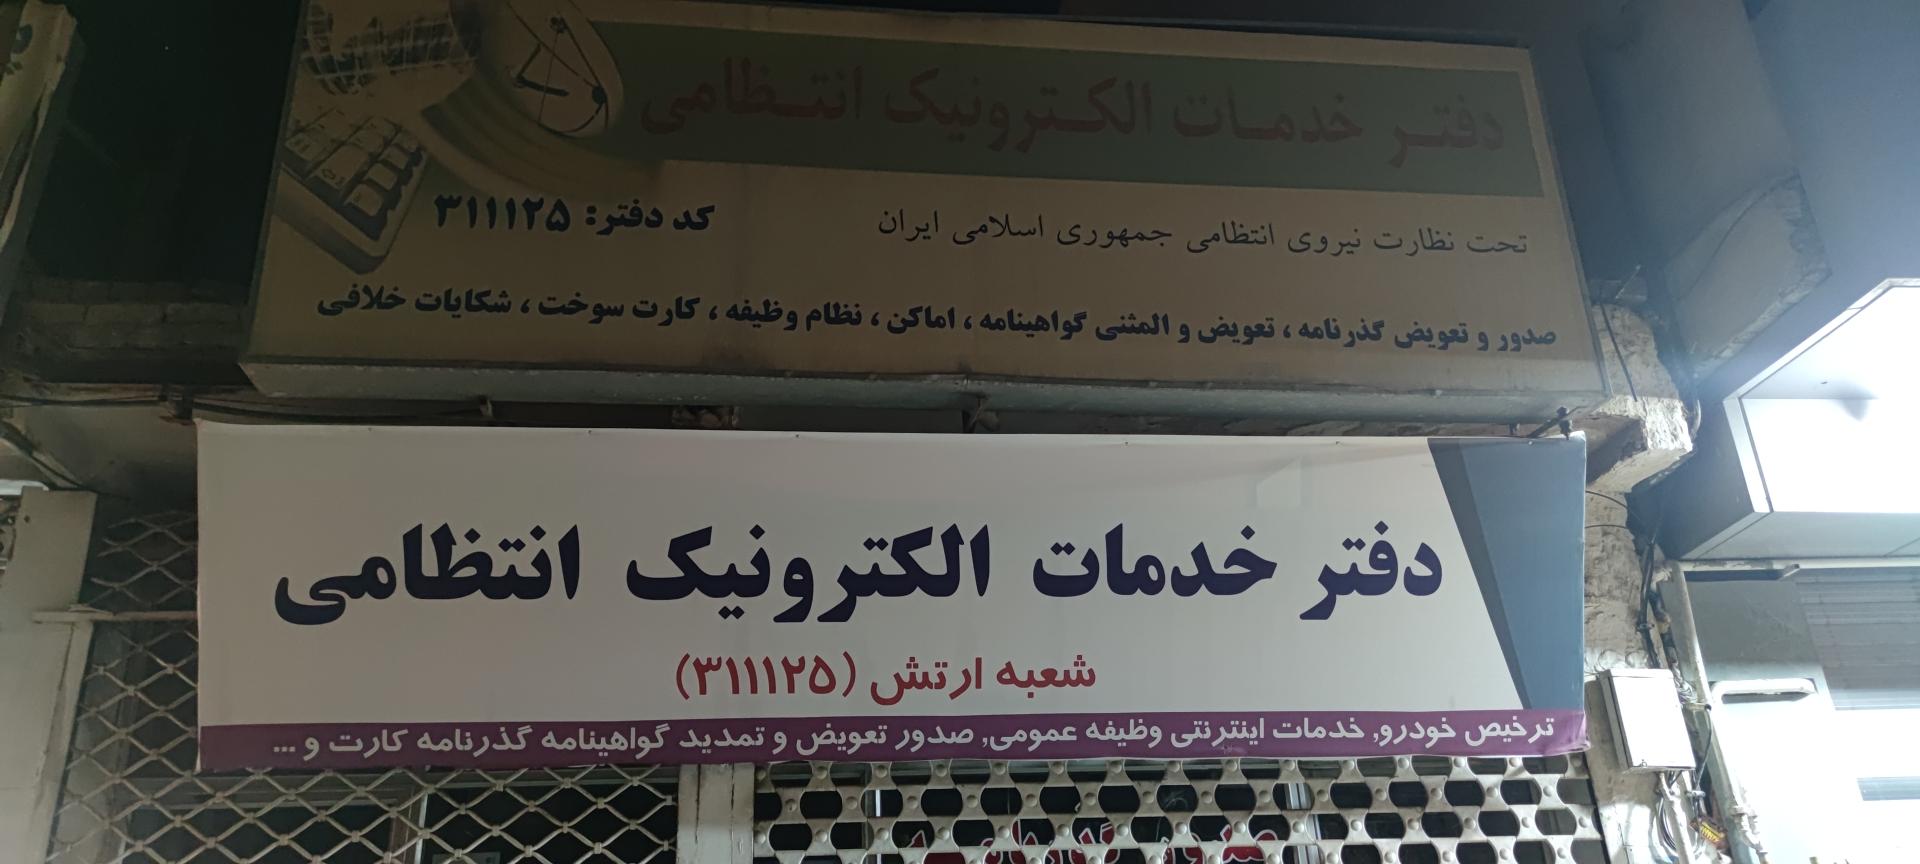 دفتر خدمات الکترونیک انتظامی
تحت نظارت نیروی انتظامی جمهوری اسلامی ایران
کد دفتر: ۳۱۱۱۲۵
صدور و تعویض گذرنامه ، تعویض و المثنی گواهینامه ، اماکن ، نظام وظیفه ، کارت سوخت ، شکایات خلافی
دفتر خدمات الکترونیک انتظامی
شعبه ارتش (۳۱۱۱۲۵)
ترخیص خودرو, خدمات اینترنتی وظیفه عمومی, صدور تعویض و تمدید گواهینامه گذرنامه کارت و ...